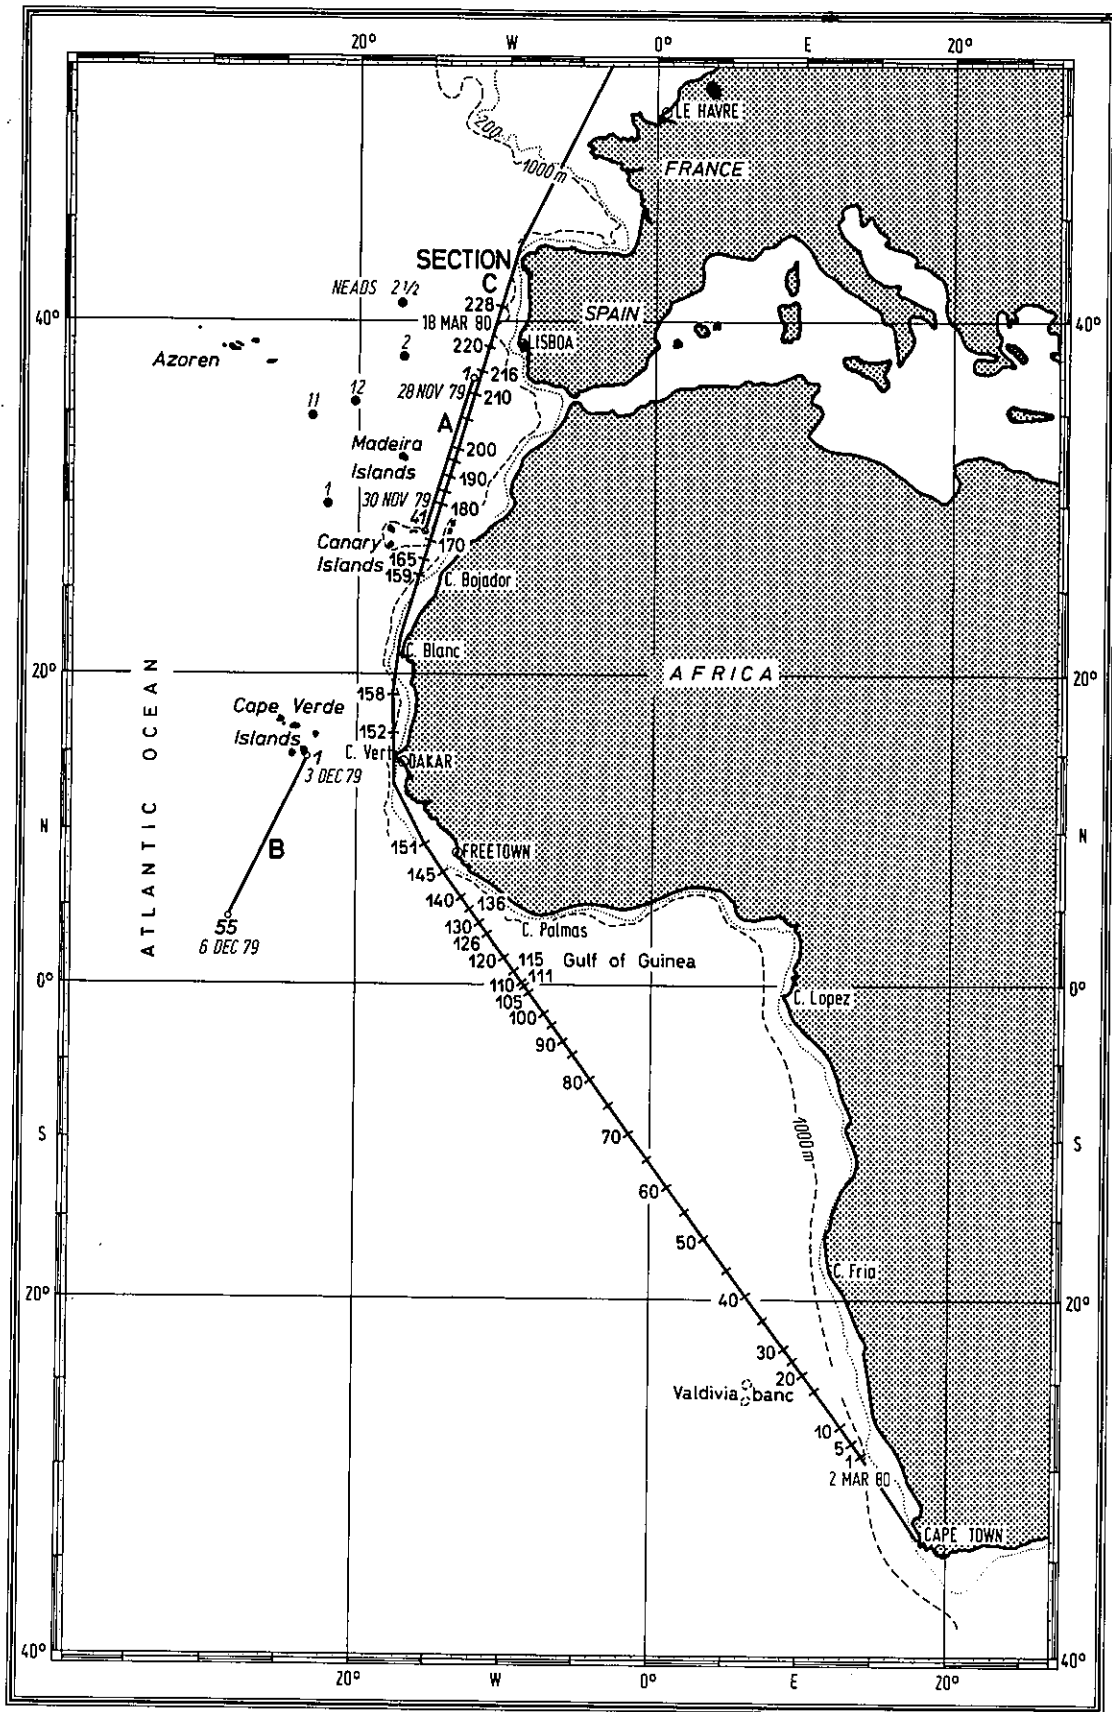 20°
W
0°
E
20°
LE HAVRE
200
1000m
FRANCE
SECTION
C
NEADS 2½
228
SPAIN
40°
18 MAR 80
40°
220
LISBOA
2
Azoren
1
216
28 NOV 79
210
12
11
A
200
Madeira
Islands
190
1
30 NOV 79
180
41
Canary
Islands
170
165
159
C. Bojador
C. Blanc
20°
AFRICA
20°
158
Cape Verde
Islands
152
C. Vert
DAKAR
1
3 DEC 79
ATLANTIC OCEAN
N
N
B
151
FREETOWN
145
140
136
55
130
C. Palmas
6 DEC 79
126
120
115
Gulf of Guinea
111
0°
110
0°
105
C. Lopez
100
90
80
S
70
1000m
S
60
50
C. Fria
20°
40
20°
30
20
Valdivia banc
10
5
1
2 MAR 80
CAPE TOWN
40°
40°
20°
W
0°
E
20°